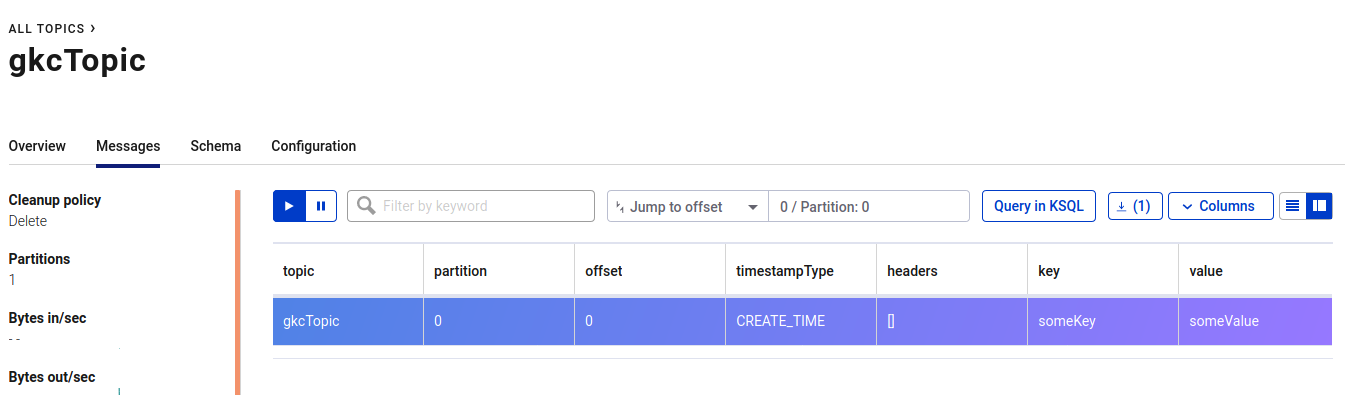 ALL TOPICS ›
gkcTopic
Overview Messages Schema Configuration
Cleanup policy
Delete
Partitions
1
Bytes in/sec
--
Bytes out/sec
Filter by keyword Jump to offset 0 / Partition: 0 Query in KSQL (1) Columns
topic partition offset timestampType headers key value
gkcTopic 0 0 CREATE_TIME [] someKey someValue